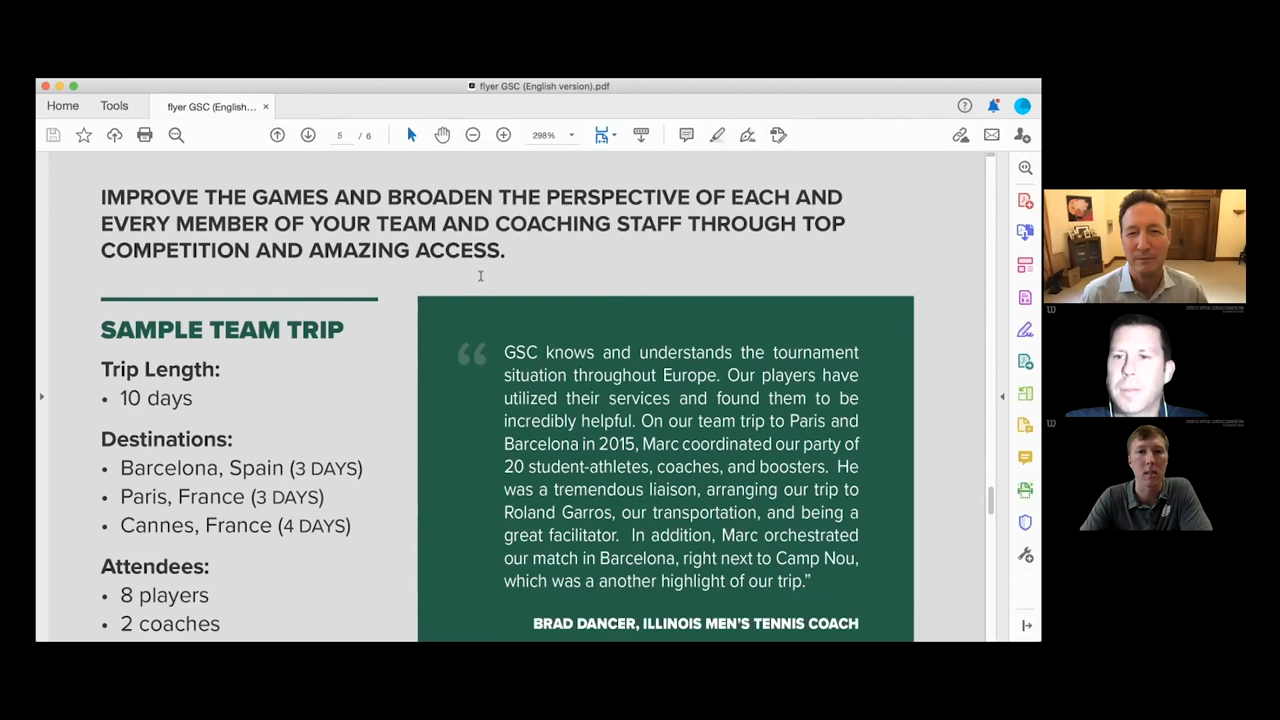 flyer GSC (English version).pdf
Home
Tools
flyer GSC (English... ×
5 / 6
298%
IMPROVE THE GAMES AND BROADEN THE PERSPECTIVE OF EACH AND
EVERY MEMBER OF YOUR TEAM AND COACHING STAFF THROUGH TOP
COMPETITION AND AMAZING ACCESS.
SAMPLE TEAM TRIP
Trip Length:
• 10 days
Destinations:
• Barcelona, Spain (3 DAYS)
• Paris, France (3 DAYS)
• Cannes, France (4 DAYS)
Attendees:
• 8 players
• 2 coaches
“ GSC knows and understands the tournament
situation throughout Europe. Our players have
utilized their services and found them to be
incredibly helpful. On our team trip to Paris and
Barcelona in 2015, Marc coordinated our party of
20 student-athletes, coaches, and boosters. He
was a tremendous liaison, arranging our trip to
Roland Garros, our transportation, and being a
great facilitator. In addition, Marc orchestrated
our match in Barcelona, right next to Camp Nou,
which was a another highlight of our trip.”
BRAD DANCER, ILLINOIS MEN'S TENNIS COACH